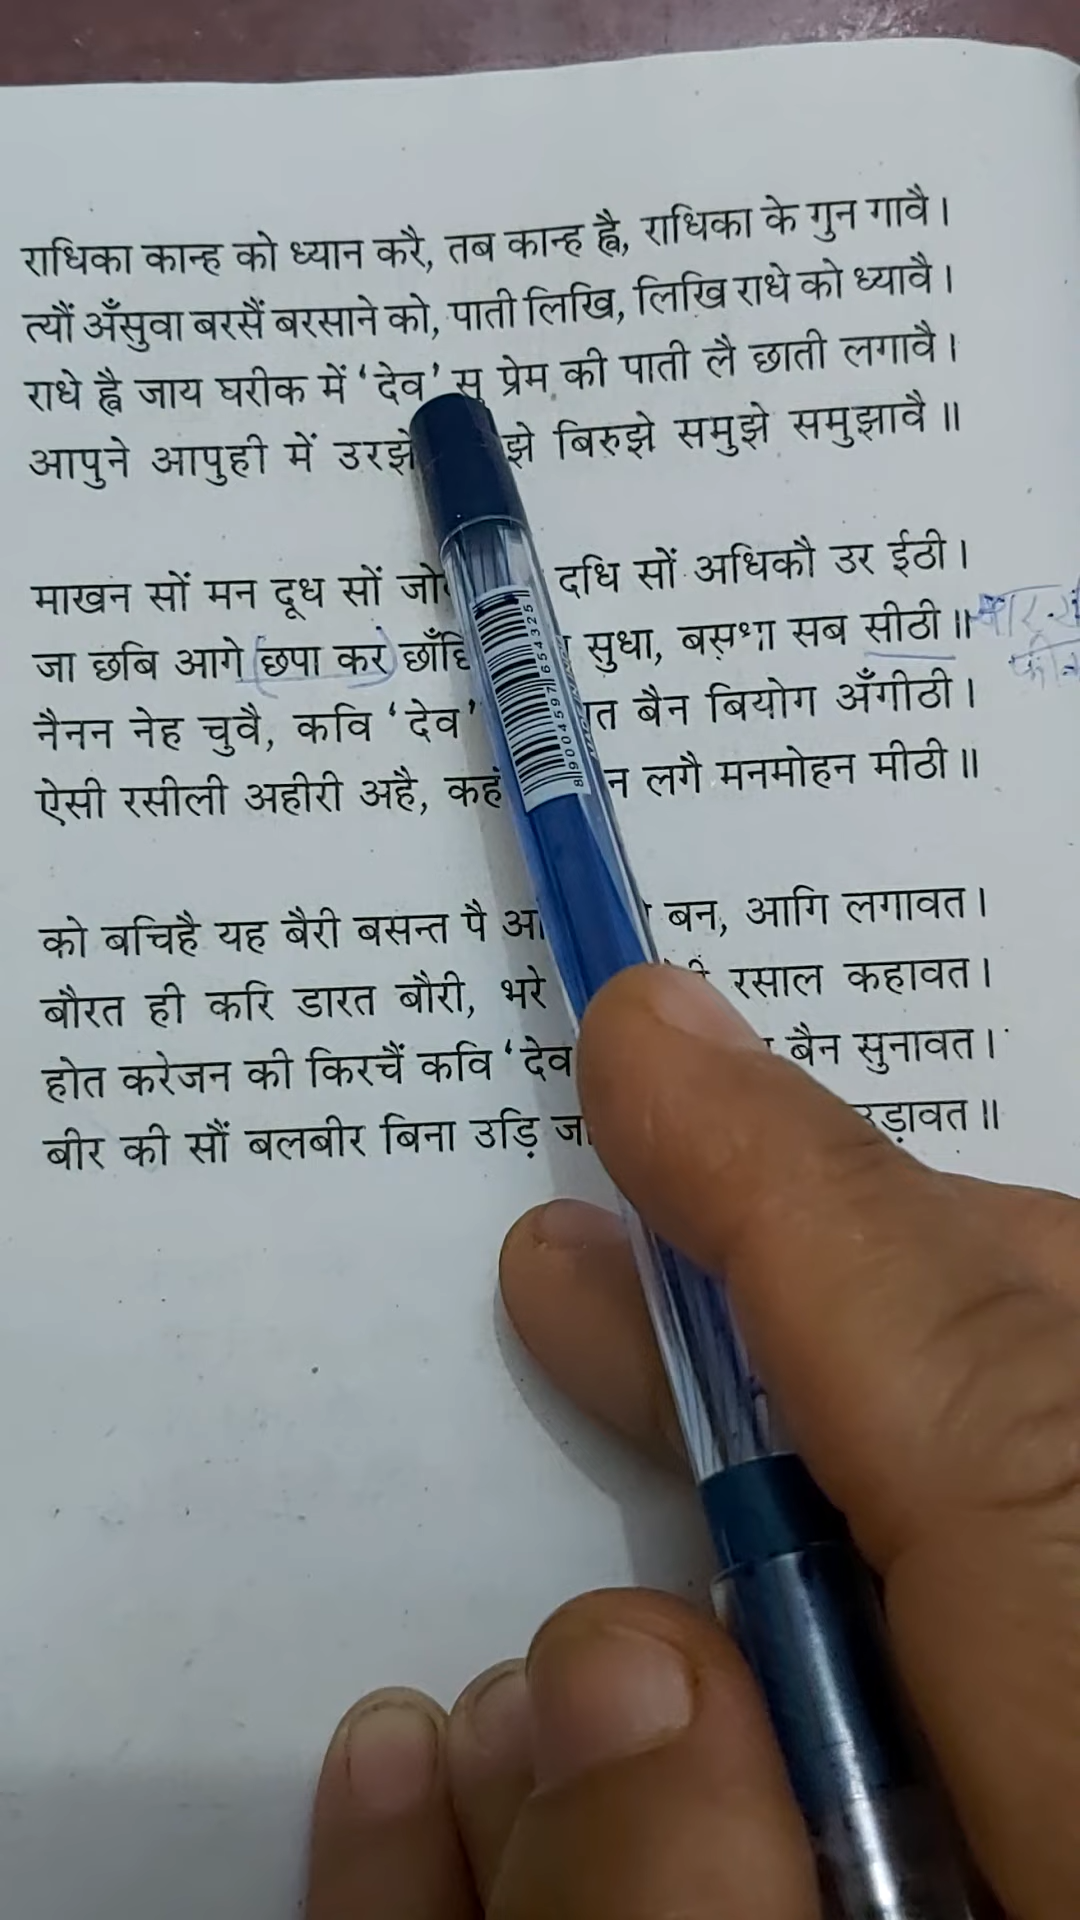 राधिका कान्ह को ध्यान करै, तब कान्ह ह्वै, राधिका के गुन गावै।
त्यौं अँसुवा बरसैं बरसाने को, पाती लिखि, लिखि राधे को ध्यावै।
राधे ह्वै जाय घरीक में ‘देव’ सु प्रेम की पाती लै छाती लगावै।
आपुने आपुही में उरझे बिरुझे समुझे समुझावै॥
माखन सों मन दूध सों दधि सों अधिकौ उर ईठी।
जा छबि आगे छपा कर सुधा, बसुधा सब सीठी॥
नैनन नेह चुवै, कवि ‘देव’ बैन बियोग अँगीठी।
ऐसी रसीली अहीरी अहै, न लगै मनमोहन मीठी॥
को बचिहै यह बैरी बसन्त पै बन, आगि लगावत।
बौरत ही करि डारत बौरी, भरे रसाल कहावत।
होत करेजन की किरचैं कवि ‘देव बैन सुनावत।
बीर की सौं बलबीर बिना उड़ि उड़ावत॥
89004597654325